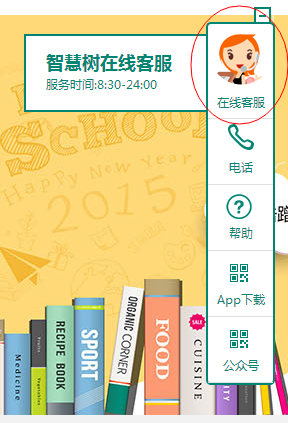 智慧树在线客服
服务时间:8:30-24:00
在线客服
电话
帮助
App下载
公众号
SCHOOL
Happy New Year
2015
Medicine
Fruits
Vegetables
RECIPE BOOK
SPORT
ORGANIC CORNER
FOOD
SALE
CUISINE